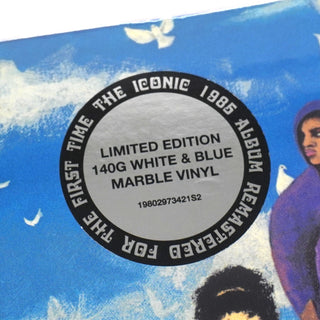 THE ICONIC 1985 ALBUM REMASTERED FOR THE FIRST TIME
LIMITED EDITION
140G WHITE & BLUE
MARBLE VINYL
19802973421S2